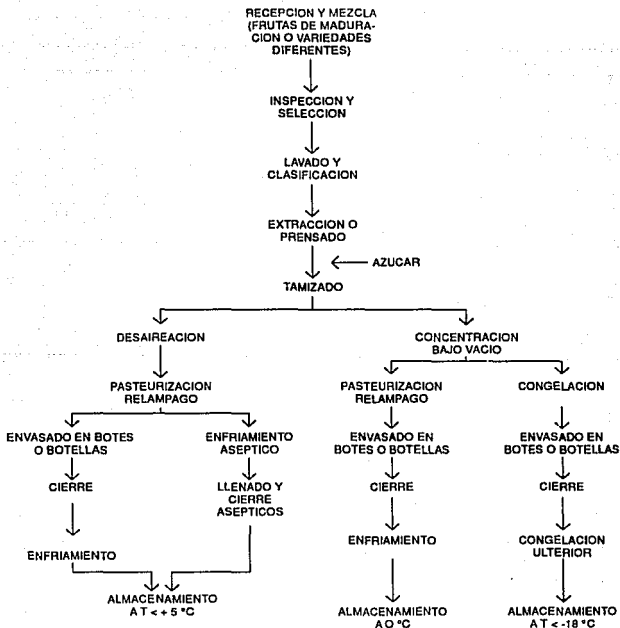 RECEPCION Y MEZCLA
(FRUTAS DE MADURA-
CION O VARIEDADES
DIFERENTES)
INSPECCION Y
SELECCION
LAVADO Y
CLASIFICACION
EXTRACCION O
PRENSADO
AZUCAR
TAMIZADO
DESAIREACION
PASTEURIZACION
RELAMPAGO
ENVASADO EN BOTES
O BOTELLAS
CIERRE
ENFRIAMIENTO
ENFRIAMIENTO
ASEPTICO
LLENADO Y
CIERRE
ASEPTICOS
ALMACENAMIENTO
A T < + 5 °C
CONCENTRACION
BAJO VACIO
PASTEURIZACION
RELAMPAGO
ENVASADO EN
BOTES O BOTELLAS
CIERRE
ENFRIAMIENTO
ALMACENAMIENTO
A O °C
CONGELACION
ENVASADO EN
BOTES O BOTELLAS
CIERRE
CONGELACION
ULTERIOR
ALMACENAMIENTO
A T < -18 °C